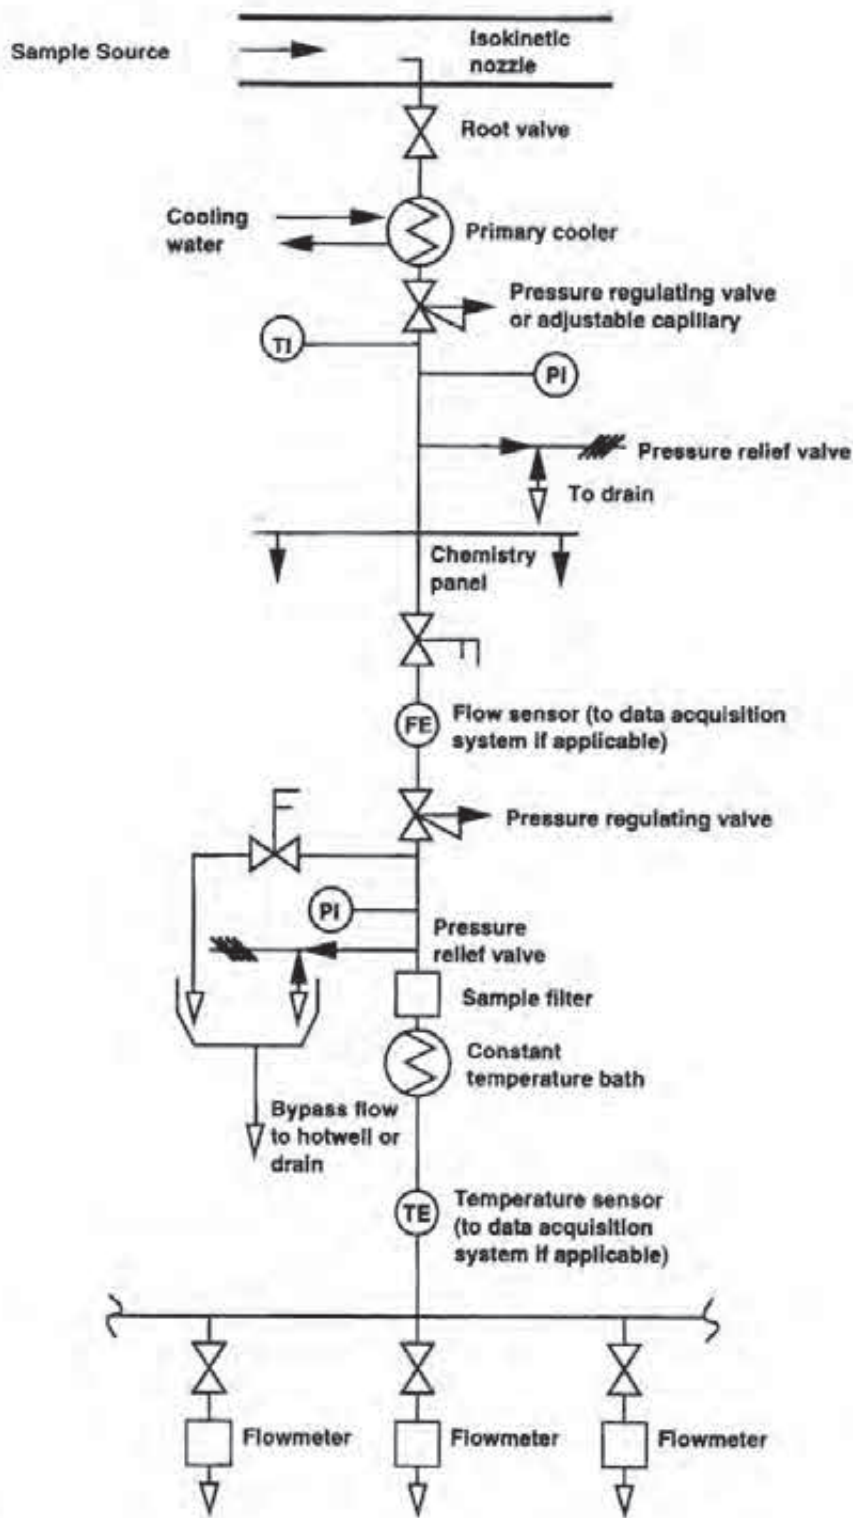 Sample Source
Isokinetic
nozzle
Root valve
Cooling
water
Primary cooler
Pressure regulating valve
or adjustable capillary
TI
PI
Pressure relief valve
To drain
Chemistry
panel
FE
Flow sensor (to data acquisition
system if applicable)
Pressure regulating valve
PI
Pressure
relief valve
Sample filter
Constant
temperature bath
Bypass flow
to hotwell or
drain
TE
Temperature sensor
(to data acquisition
system if applicable)
Flowmeter
Flowmeter
Flowmeter